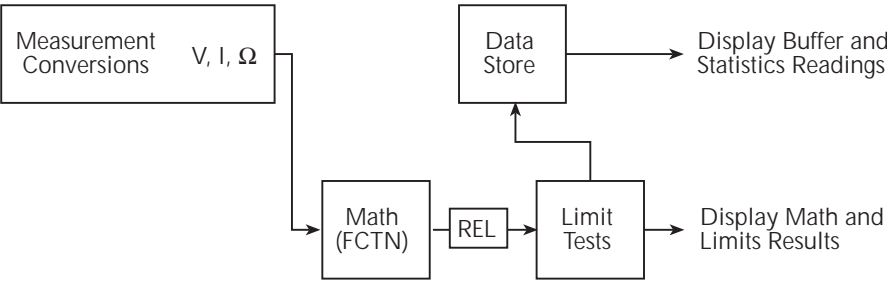 Measurement
Conversions
V, I, Ω
Data
Store
Display Buffer and
Statistics Readings
Math
(FCTN)
REL
Limit
Tests
Display Math and
Limits Results